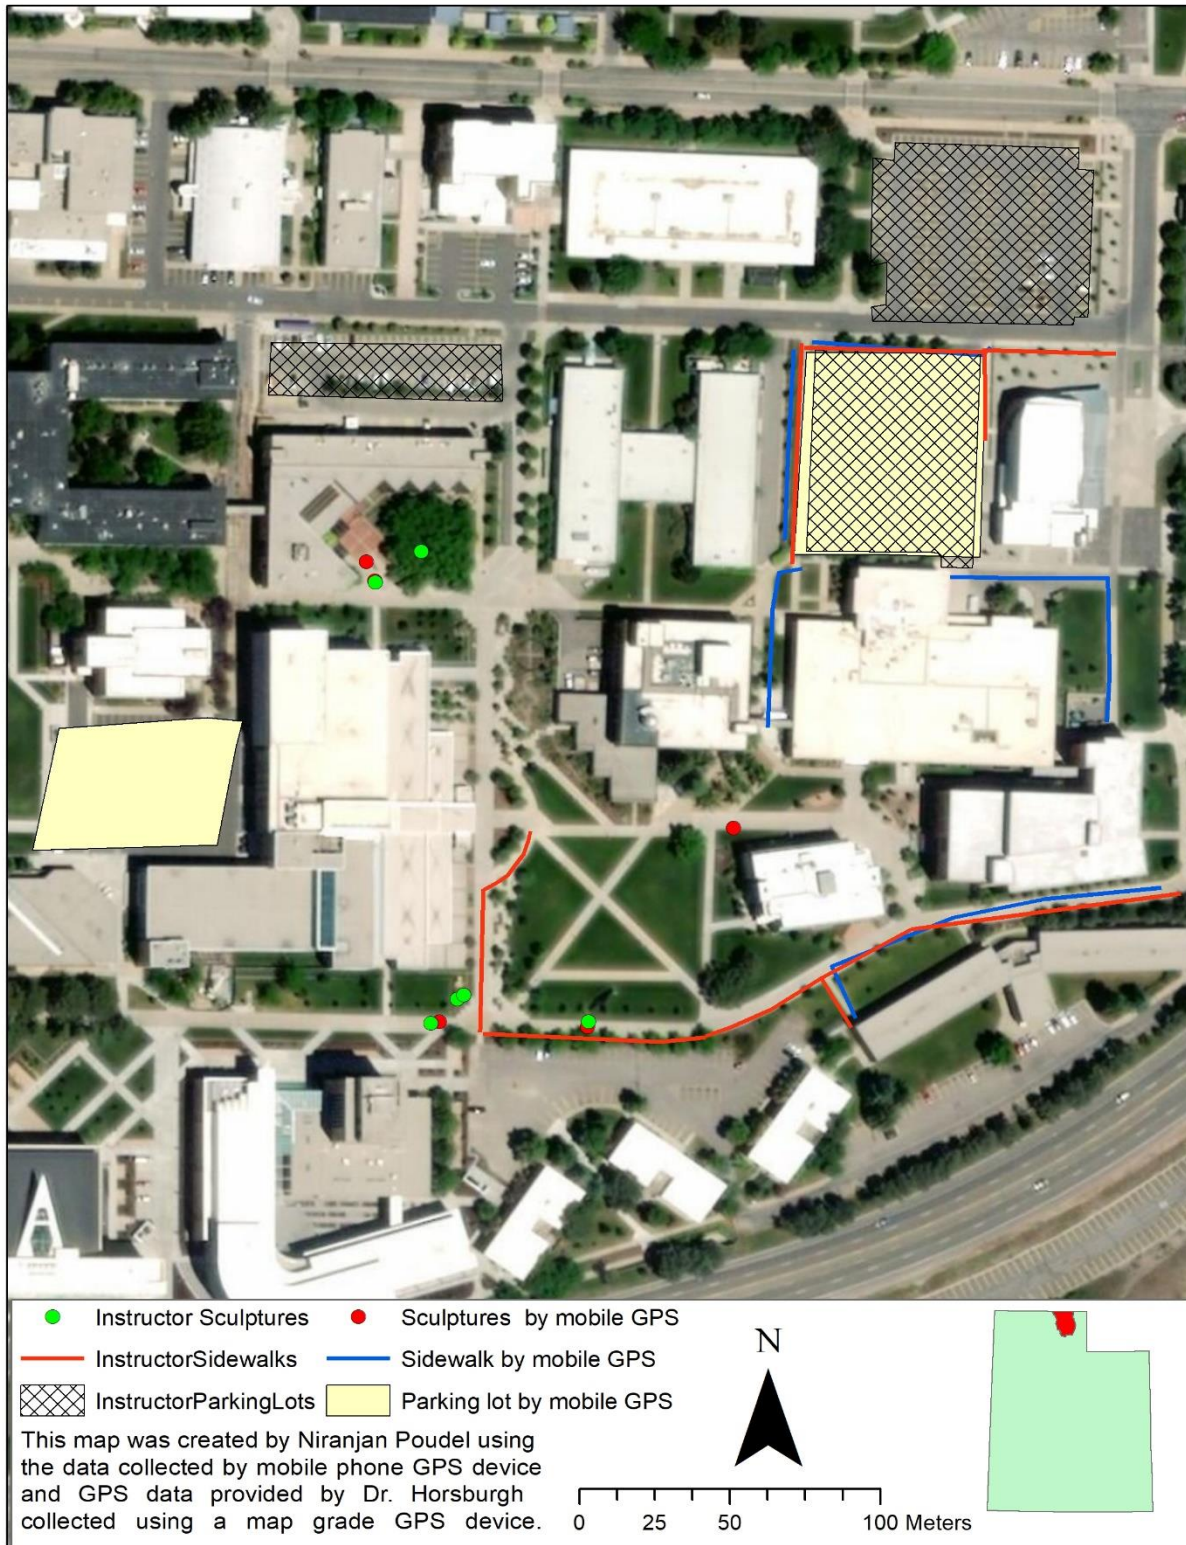 Instructor Sculptures
Sculptures by mobile GPS
InstructorSidewalks
Sidewalk by mobile GPS
InstructorParkingLots
Parking lot by mobile GPS
This map was created by Niranjan Poudel using
the data collected by mobile phone GPS device
and GPS data provided by Dr. Horsburgh
collected using a map grade GPS device.
N
0 25 50 100 Meters